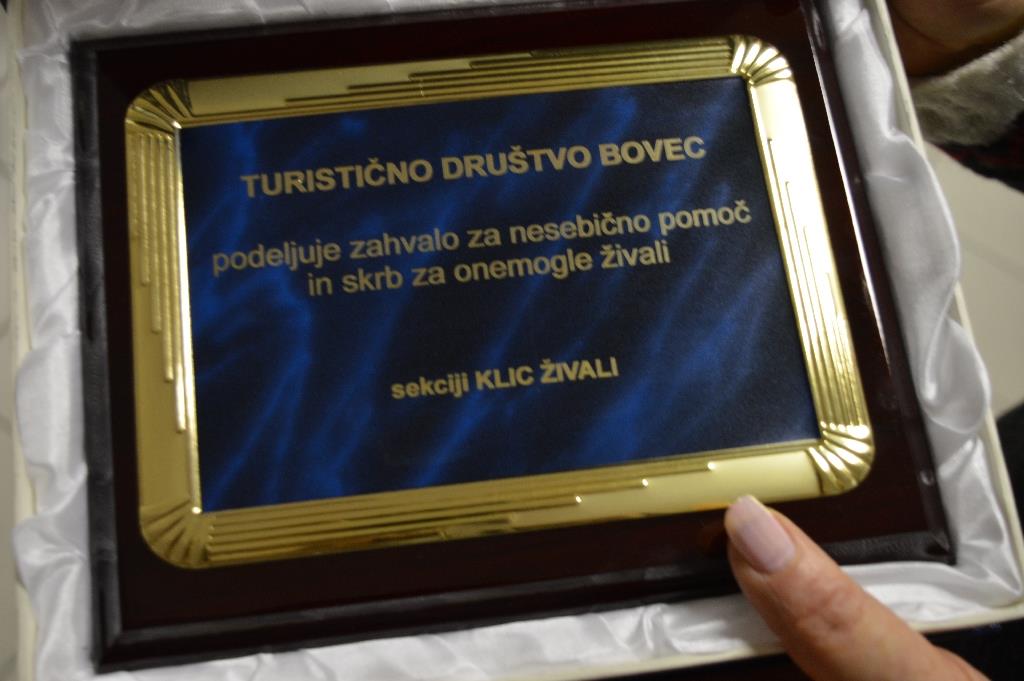 TURISTIČNO DRUŠTVO BOVEC
podeljuje zahvalo za nesebično pomoč
in skrb za onemogle živali
sekciji KLIC ŽIVALI